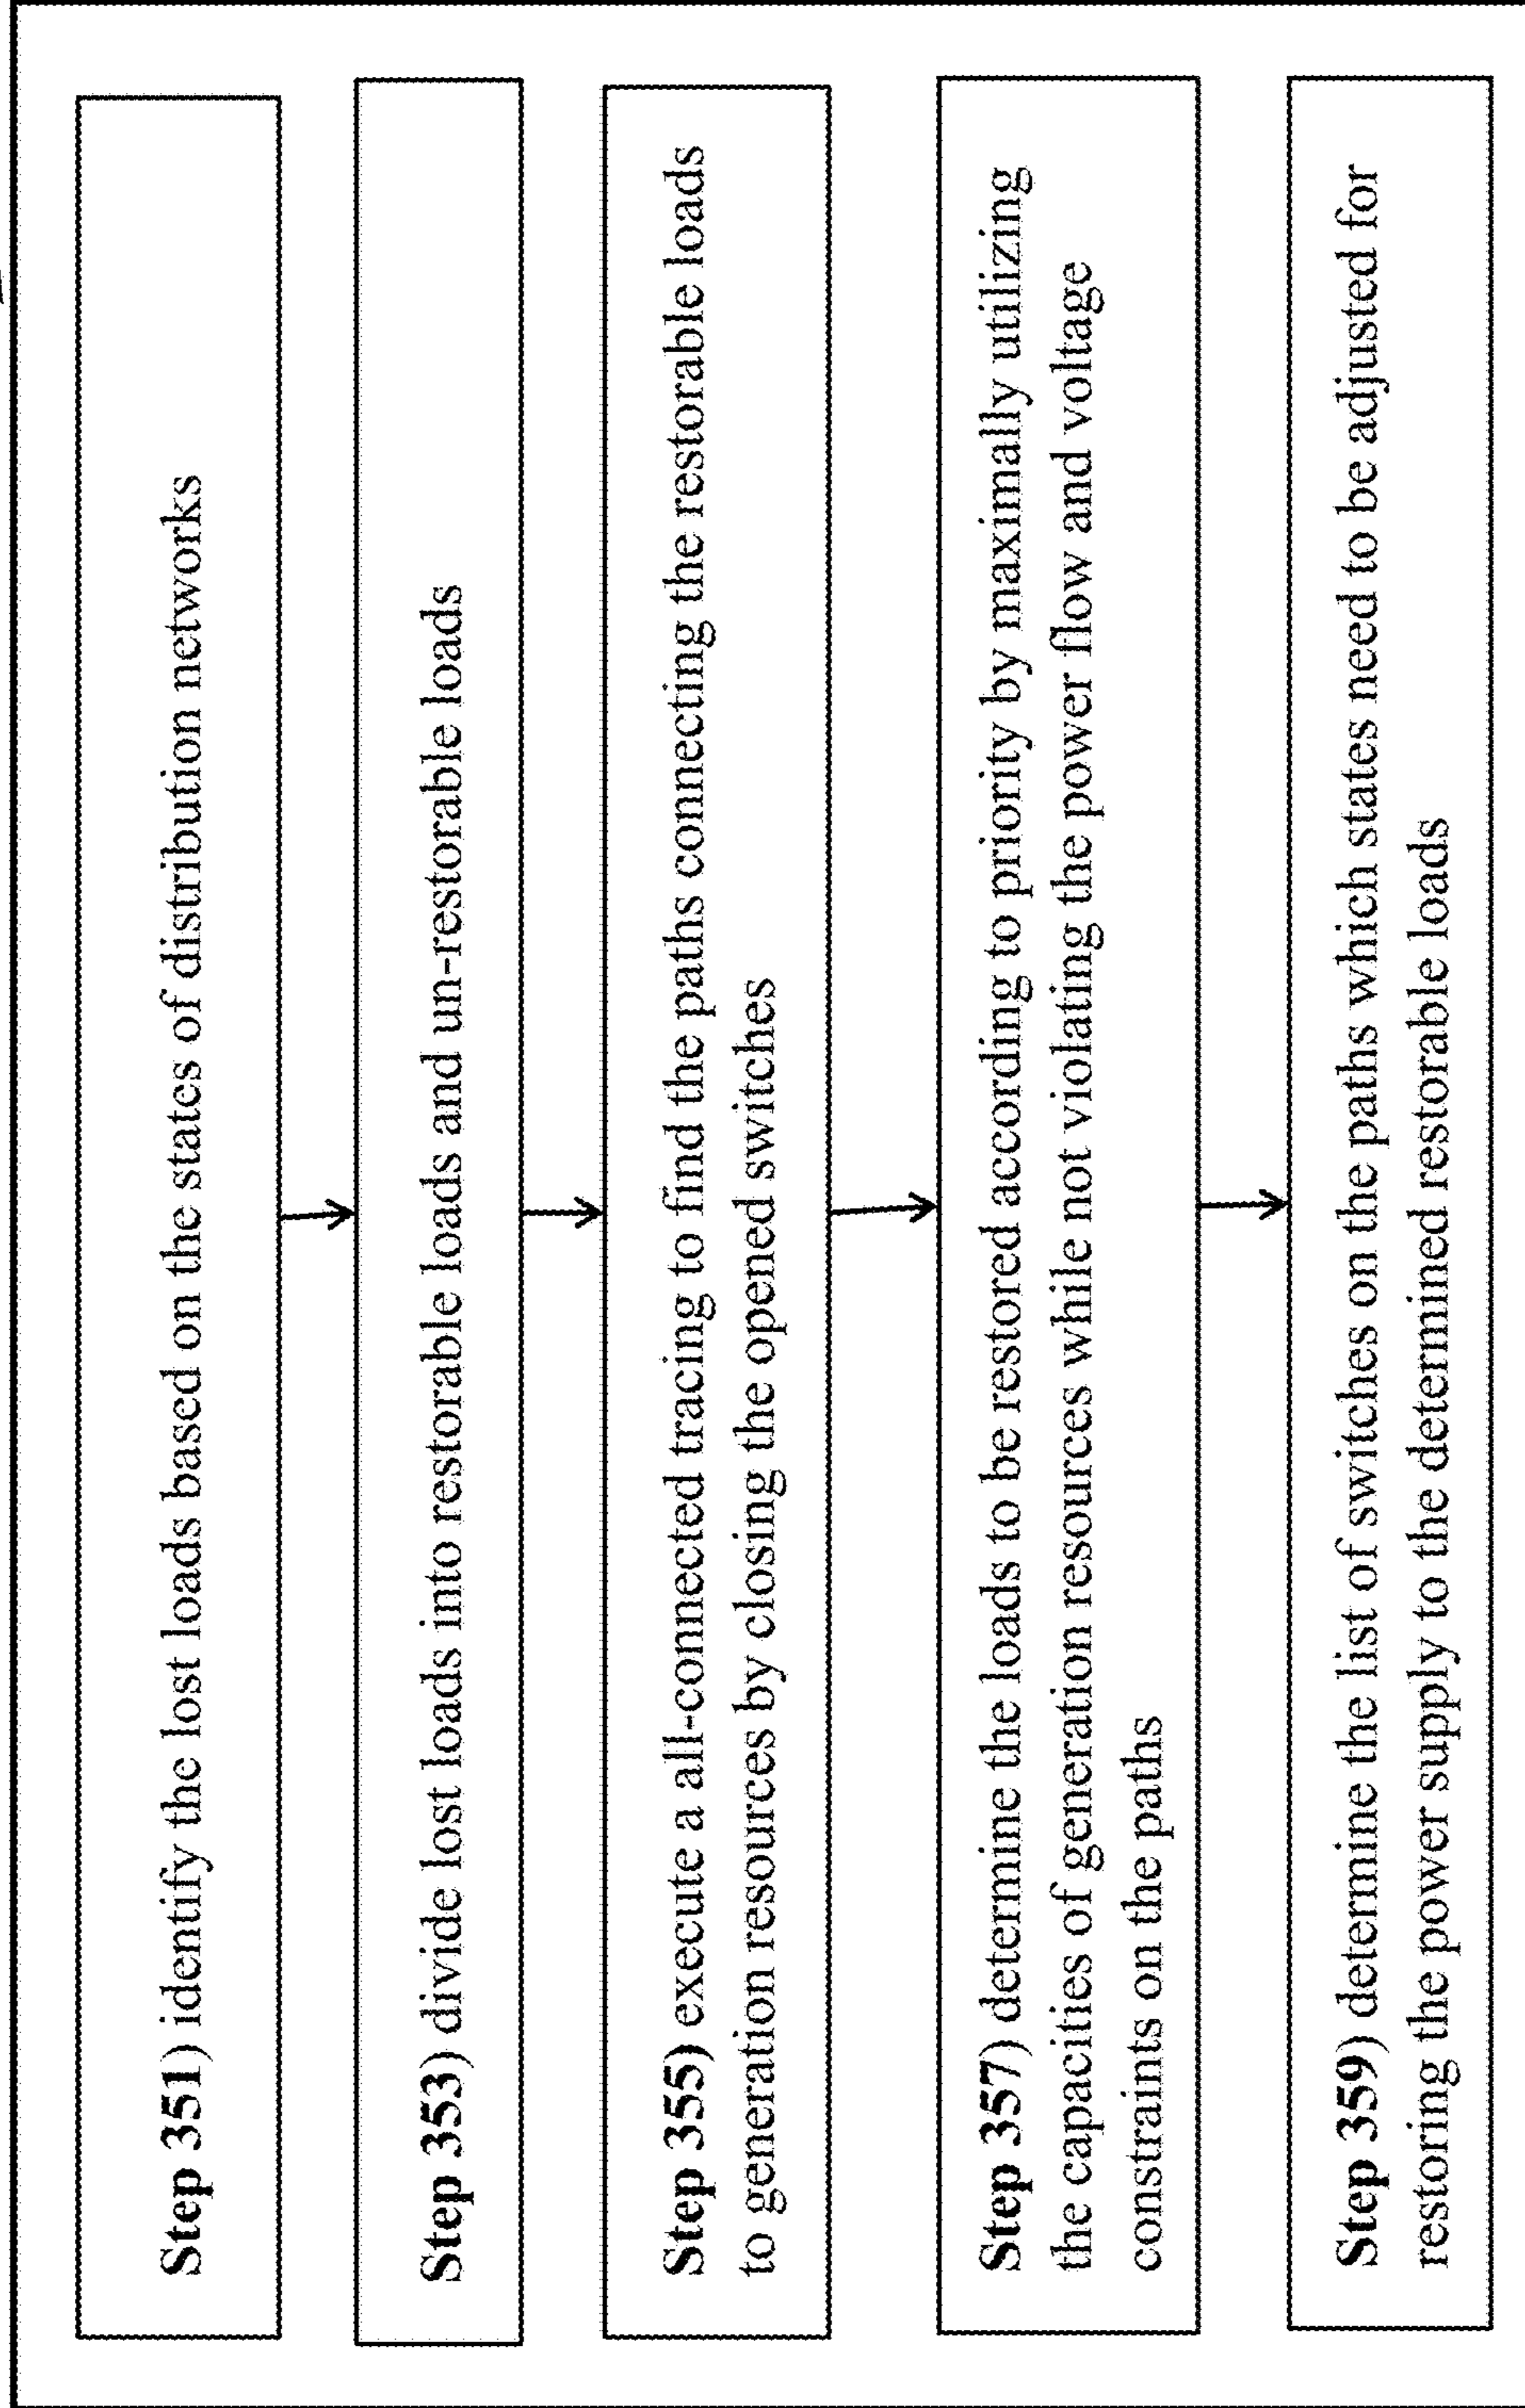 Step 351) identify the lost loads based on the states of distribution networks
Step 353) divide lost loads into restorable loads and un-restorable loads
Step 355) execute a all-connected tracing to find the paths connecting the restorable loads
to generation resources by closing the opened switches
Step 357) determine the loads to be restored according to priority by maximally utilizing
the capacities of generation resources while not violating the power flow and voltage
constraints on the paths
Step 359) determine the list of switches on the paths which states need to be adjusted for
restoring the power supply to the determined restorable loads